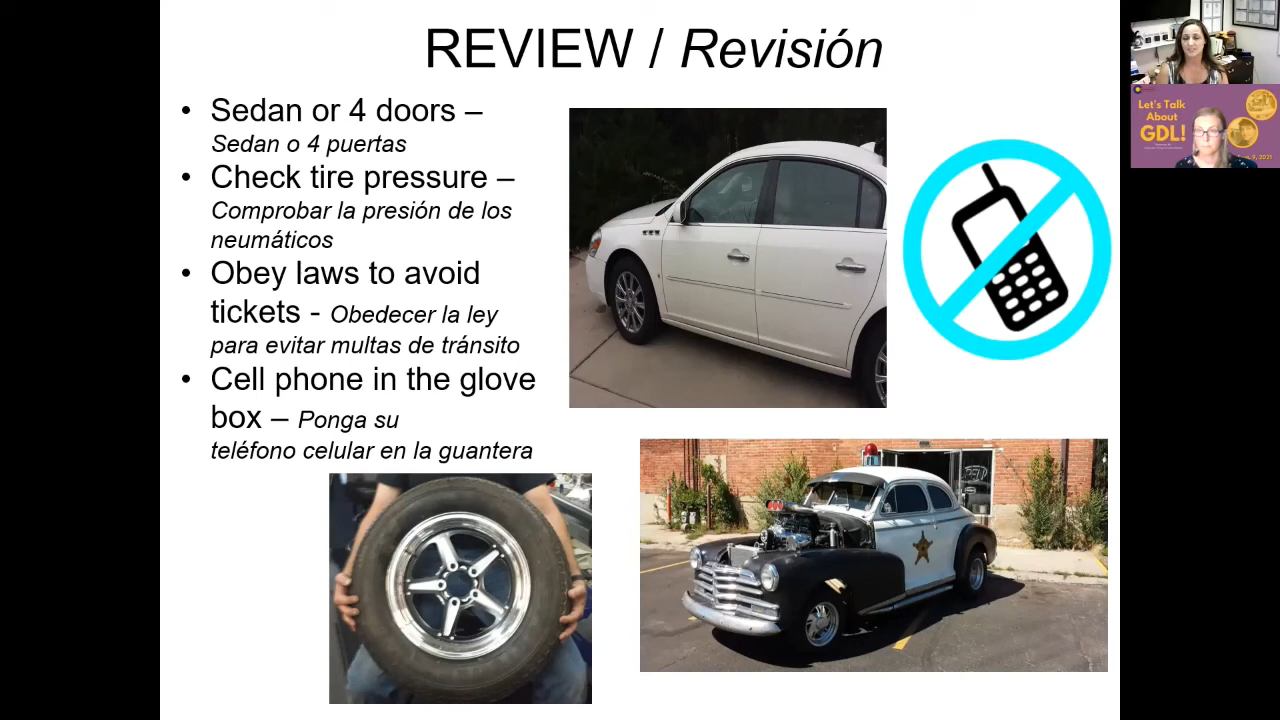 REVIEW / Revisión
• Sedan or 4 doors –
Sedan o 4 puertas
• Check tire pressure –
Comprobar la presión de los
neumáticos
• Obey laws to avoid
tickets - Obedecer la ley
para evitar multas de tránsito
• Cell phone in the glove
box – Ponga su
teléfono celular en la guantera
Let's Talk
About
GDL!
9, 2021